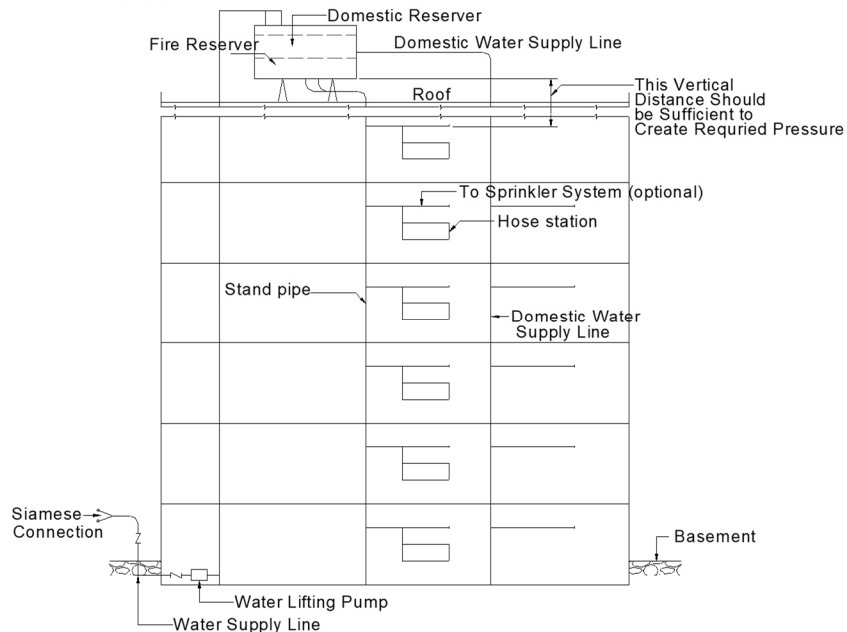 Domestic Reserver
Fire Reserver
Domestic Water Supply Line
Roof
This Vertical
Distance Should
be Sufficient to
Create Requried Pressure
To Sprinkler System (optional)
Hose station
Stand pipe
Domestic Water
Supply Line
Siamese
Connection
Basement
Water Lifting Pump
Water Supply Line